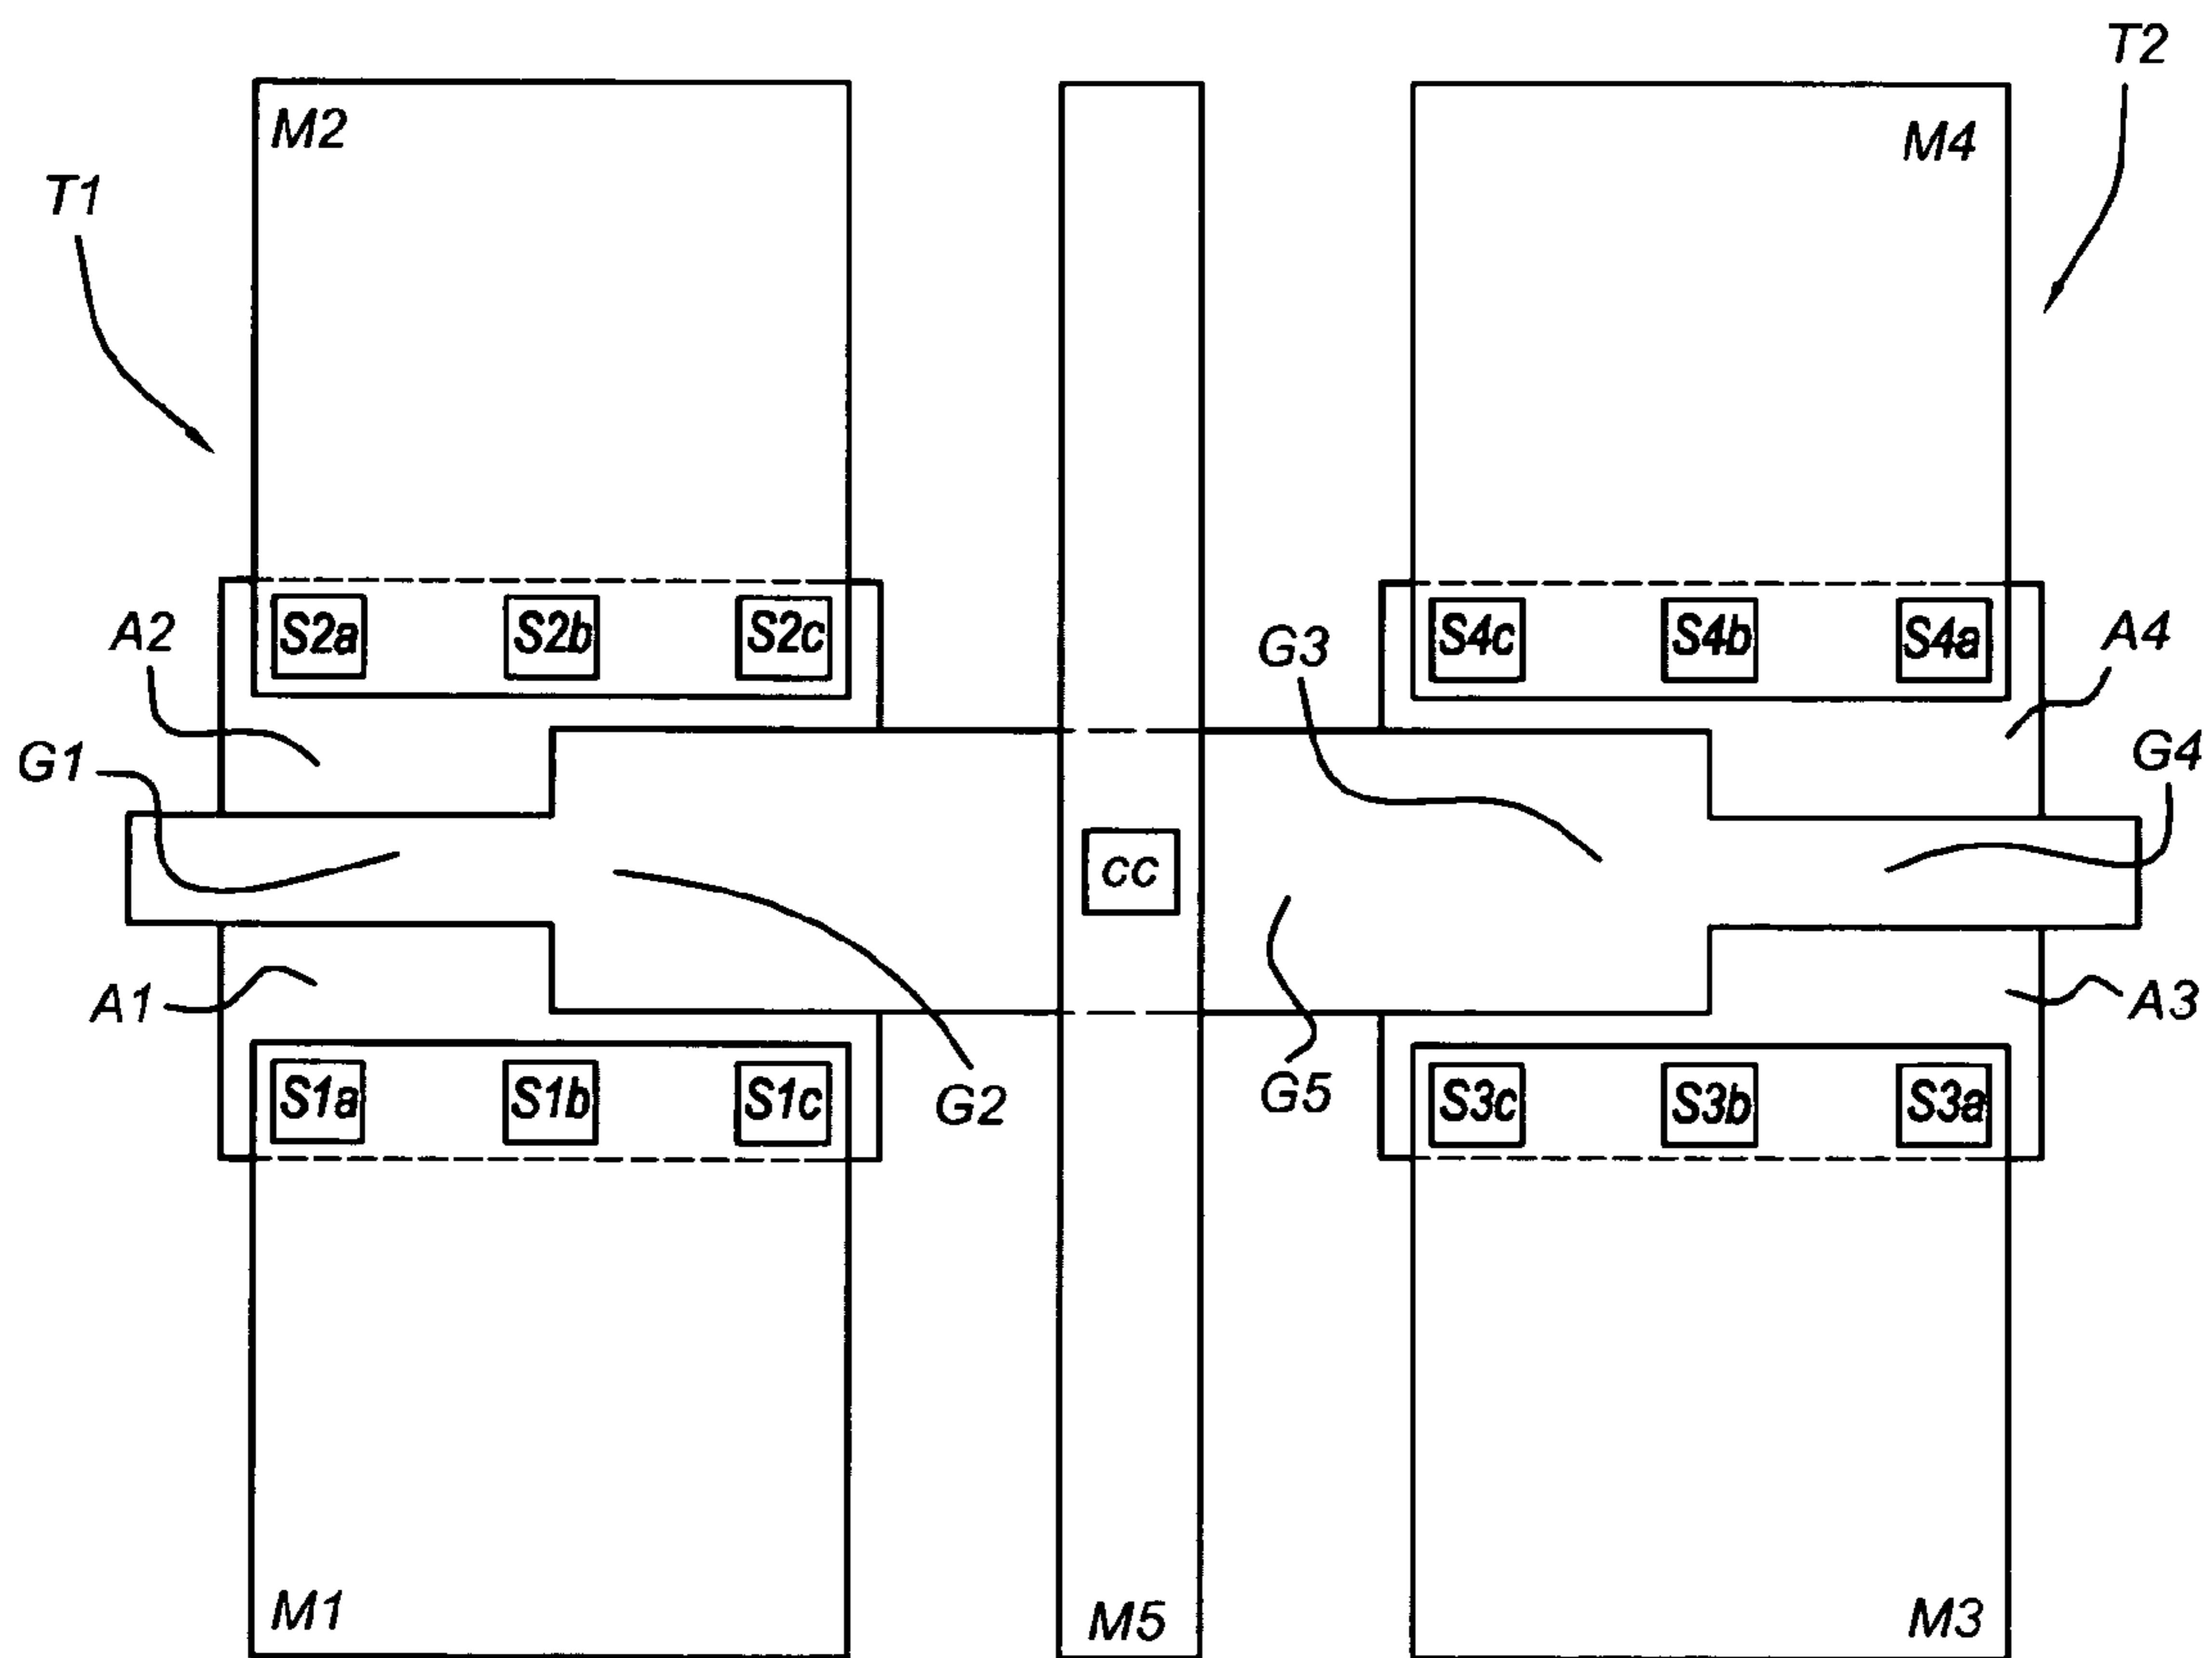 T2
M2
M4
T1
S2a S2b S2c
S4c S4b S4a
A2
G3
A4
G1
G4
cc
A1
A3
S1a S1b S1c
G2
G5
S3c S3b S3a
M1
M5
M3